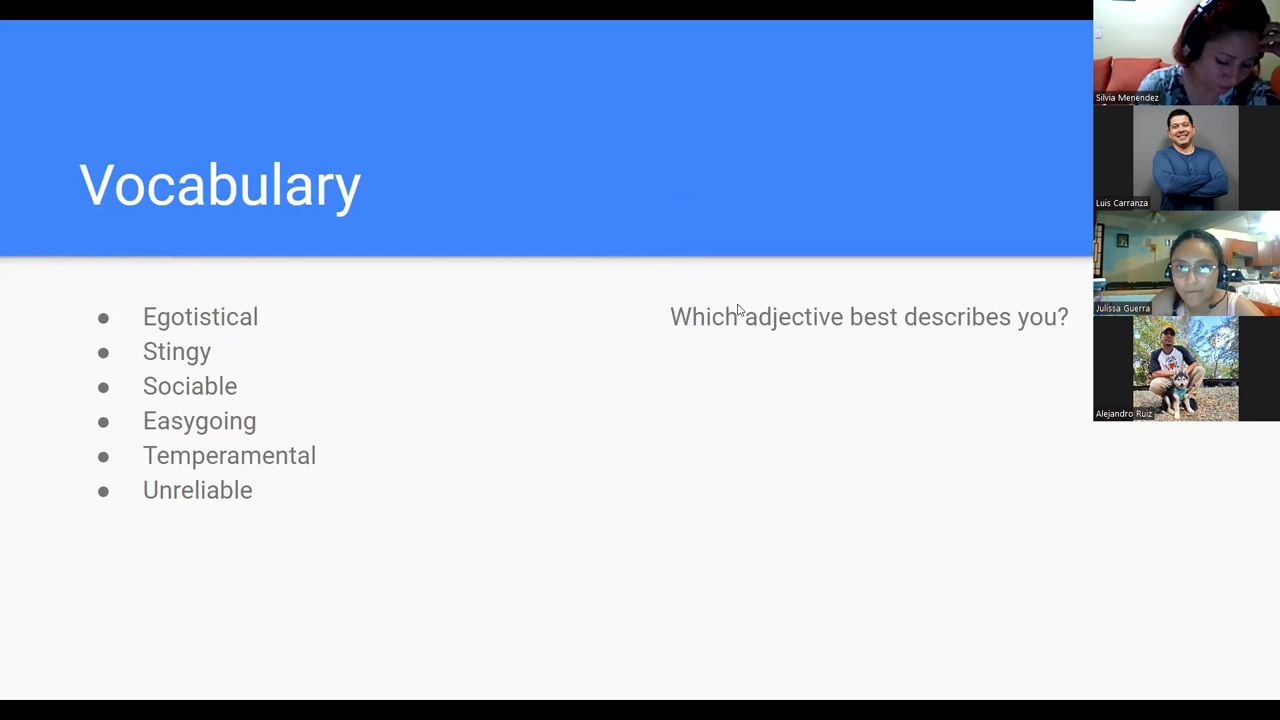 Vocabulary
Egotistical
Stingy
Sociable
Easygoing
Temperamental
Unreliable
Which adjective best describes you?
Silvia Menendez
Luis Carranza
Julissa Guerra
Alejandro Ruiz